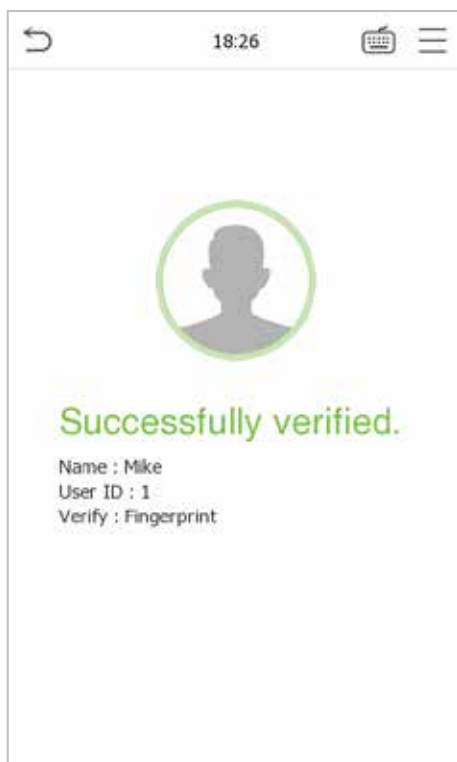 18:26
Successfully verified.
Name : Mike
User ID : 1
Verify : Fingerprint